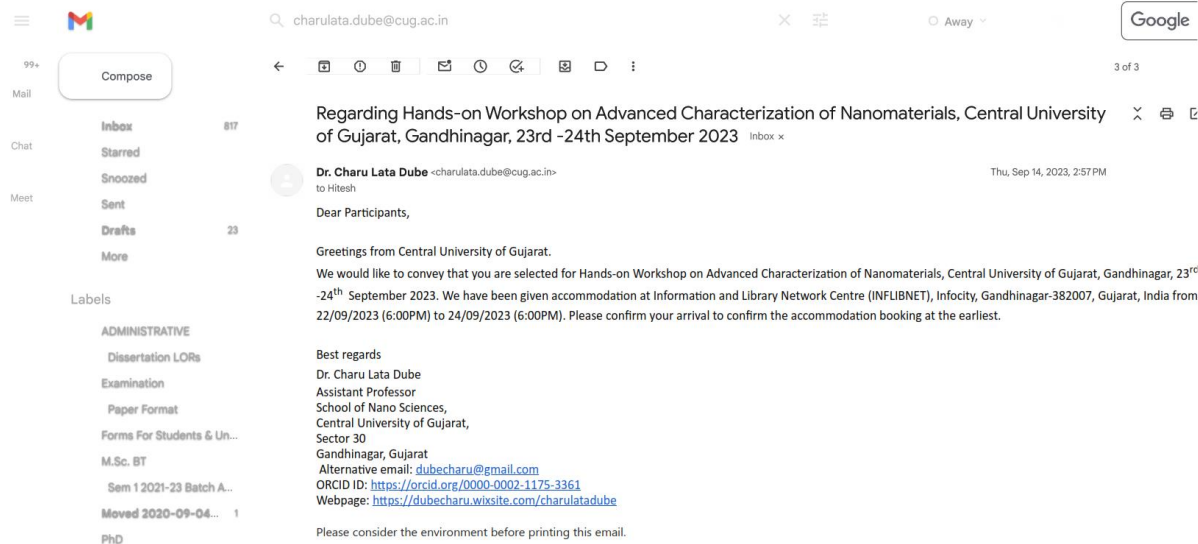 charulata.dube@cug.ac.in
Away
Google
99+
Mail
Compose
3 of 3
Chat
Meet
Inbox 817
Starred
Snoozed
Sent
Drafts 23
More
Labels
ADMINISTRATIVE
Dissertation LORs
Examination
Paper Format
Forms For Students & Un...
M.Sc. BT
Sem 1 2021-23 Batch A...
Moved 2020-09-04... 1
PhD
Regarding Hands-on Workshop on Advanced Characterization of Nanomaterials, Central University
of Gujarat, Gandhinagar, 23rd -24th September 2023 Inbox ×
Dr. Charu Lata Dube <charulata.dube@cug.ac.in> Thu, Sep 14, 2023, 2:57 PM
to Hitesh
Dear Participants,
Greetings from Central University of Gujarat.
We would like to convey that you are selected for Hands-on Workshop on Advanced Characterization of Nanomaterials, Central University of Gujarat, Gandhinagar, 23rd
-24th September 2023. We have been given accommodation at Information and Library Network Centre (INFLIBNET), Infocity, Gandhinagar-382007, Gujarat, India from
22/09/2023 (6:00PM) to 24/09/2023 (6:00PM). Please confirm your arrival to confirm the accommodation booking at the earliest.
Best regards
Dr. Charu Lata Dube
Assistant Professor
School of Nano Sciences,
Central University of Gujarat,
Sector 30
Gandhinagar, Gujarat
Alternative email: dubecharu@gmail.com
ORCID ID: https://orcid.org/0000-0002-1175-3361
Webpage: https://dubecharu.wixsite.com/charulatadube
Please consider the environment before printing this email.